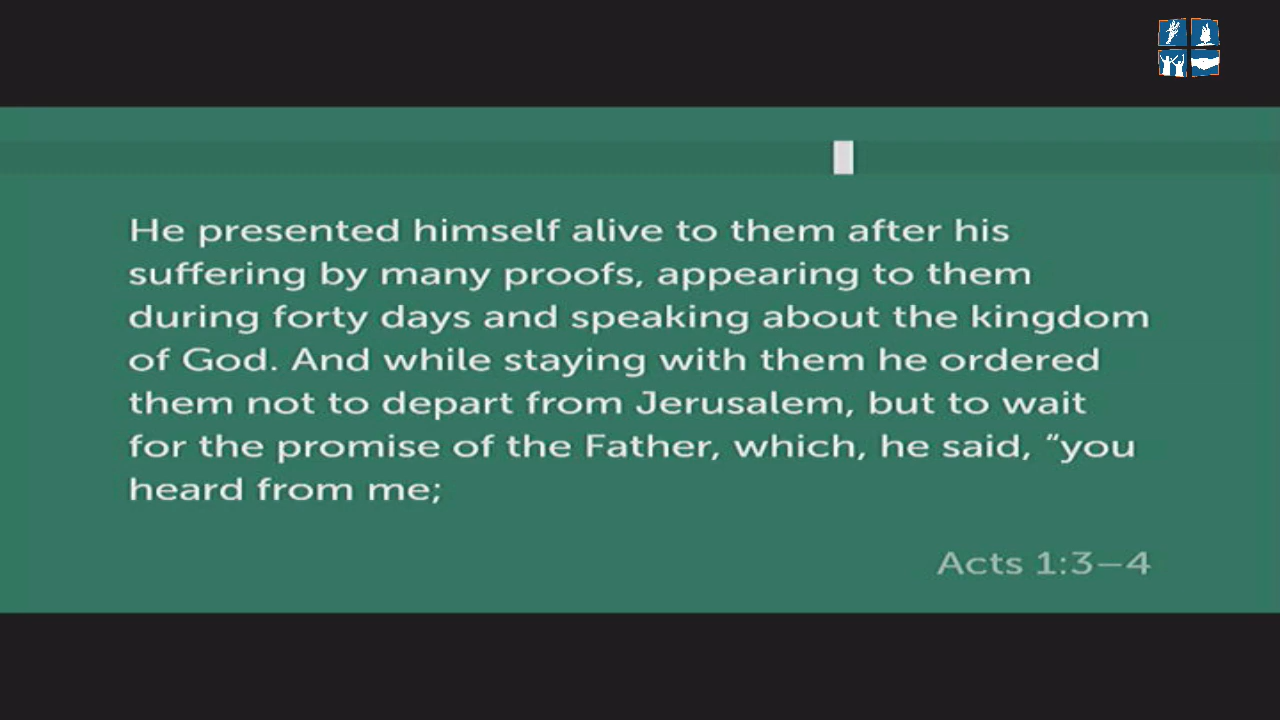 He presented himself alive to them after his
suffering by many proofs, appearing to them
during forty days and speaking about the kingdom
of God. And while staying with them he ordered
them not to depart from Jerusalem, but to wait
for the promise of the Father, which, he said, “you
heard from me;
Acts 1:3–4